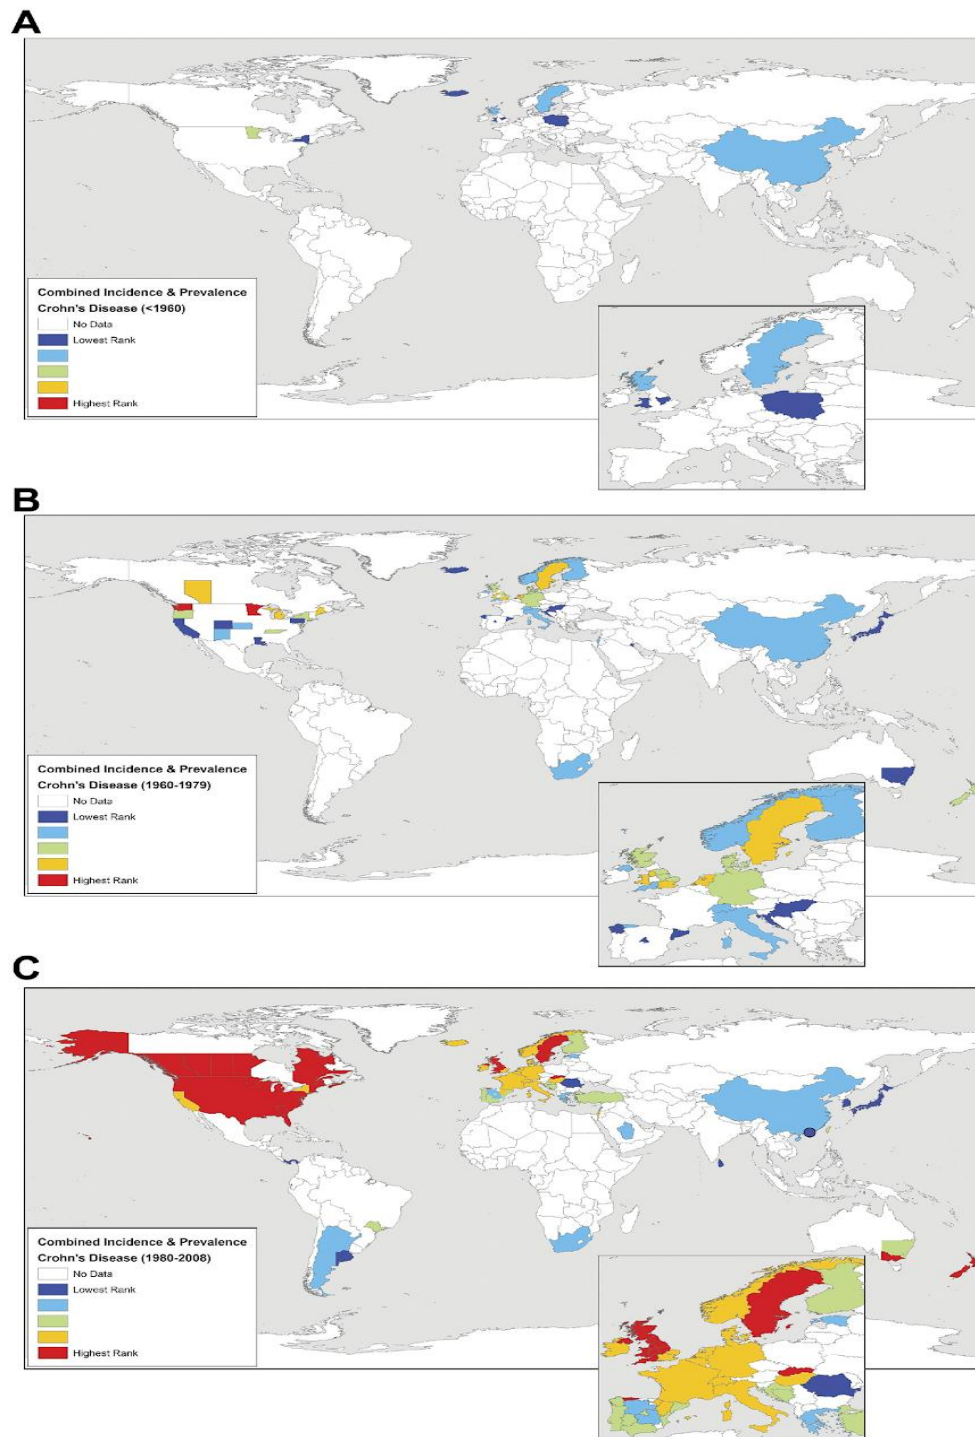 A
Combined Incidence & Prevalence
Crohn's Disease (<1960)
No Data
Lowest Rank
Highest Rank
B
Combined Incidence & Prevalence
Crohn's Disease (1960-1979)
No Data
Lowest Rank
Highest Rank
C
Combined Incidence & Prevalence
Crohn's Disease (1980-2008)
No Data
Lowest Rank
Highest Rank